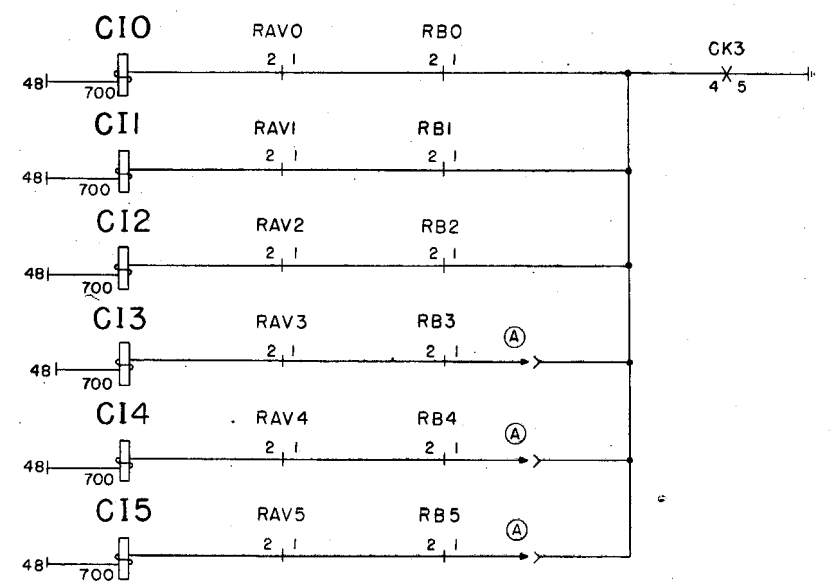 CI0 RAV0 RB0 CK3
2 1 2 1 4 5
48 700
CI1 RAV1 RB1
2 1 2 1
48 700
CI2 RAV2 RB2
2 1 2 1
48 700
CI3 RAV3 RB3 A
2 1 2 1
48 700
CI4 RAV4 RB4 A
2 1 2 1
48 700
CI5 RAV5 RB5 A
2 1 2 1
48 700